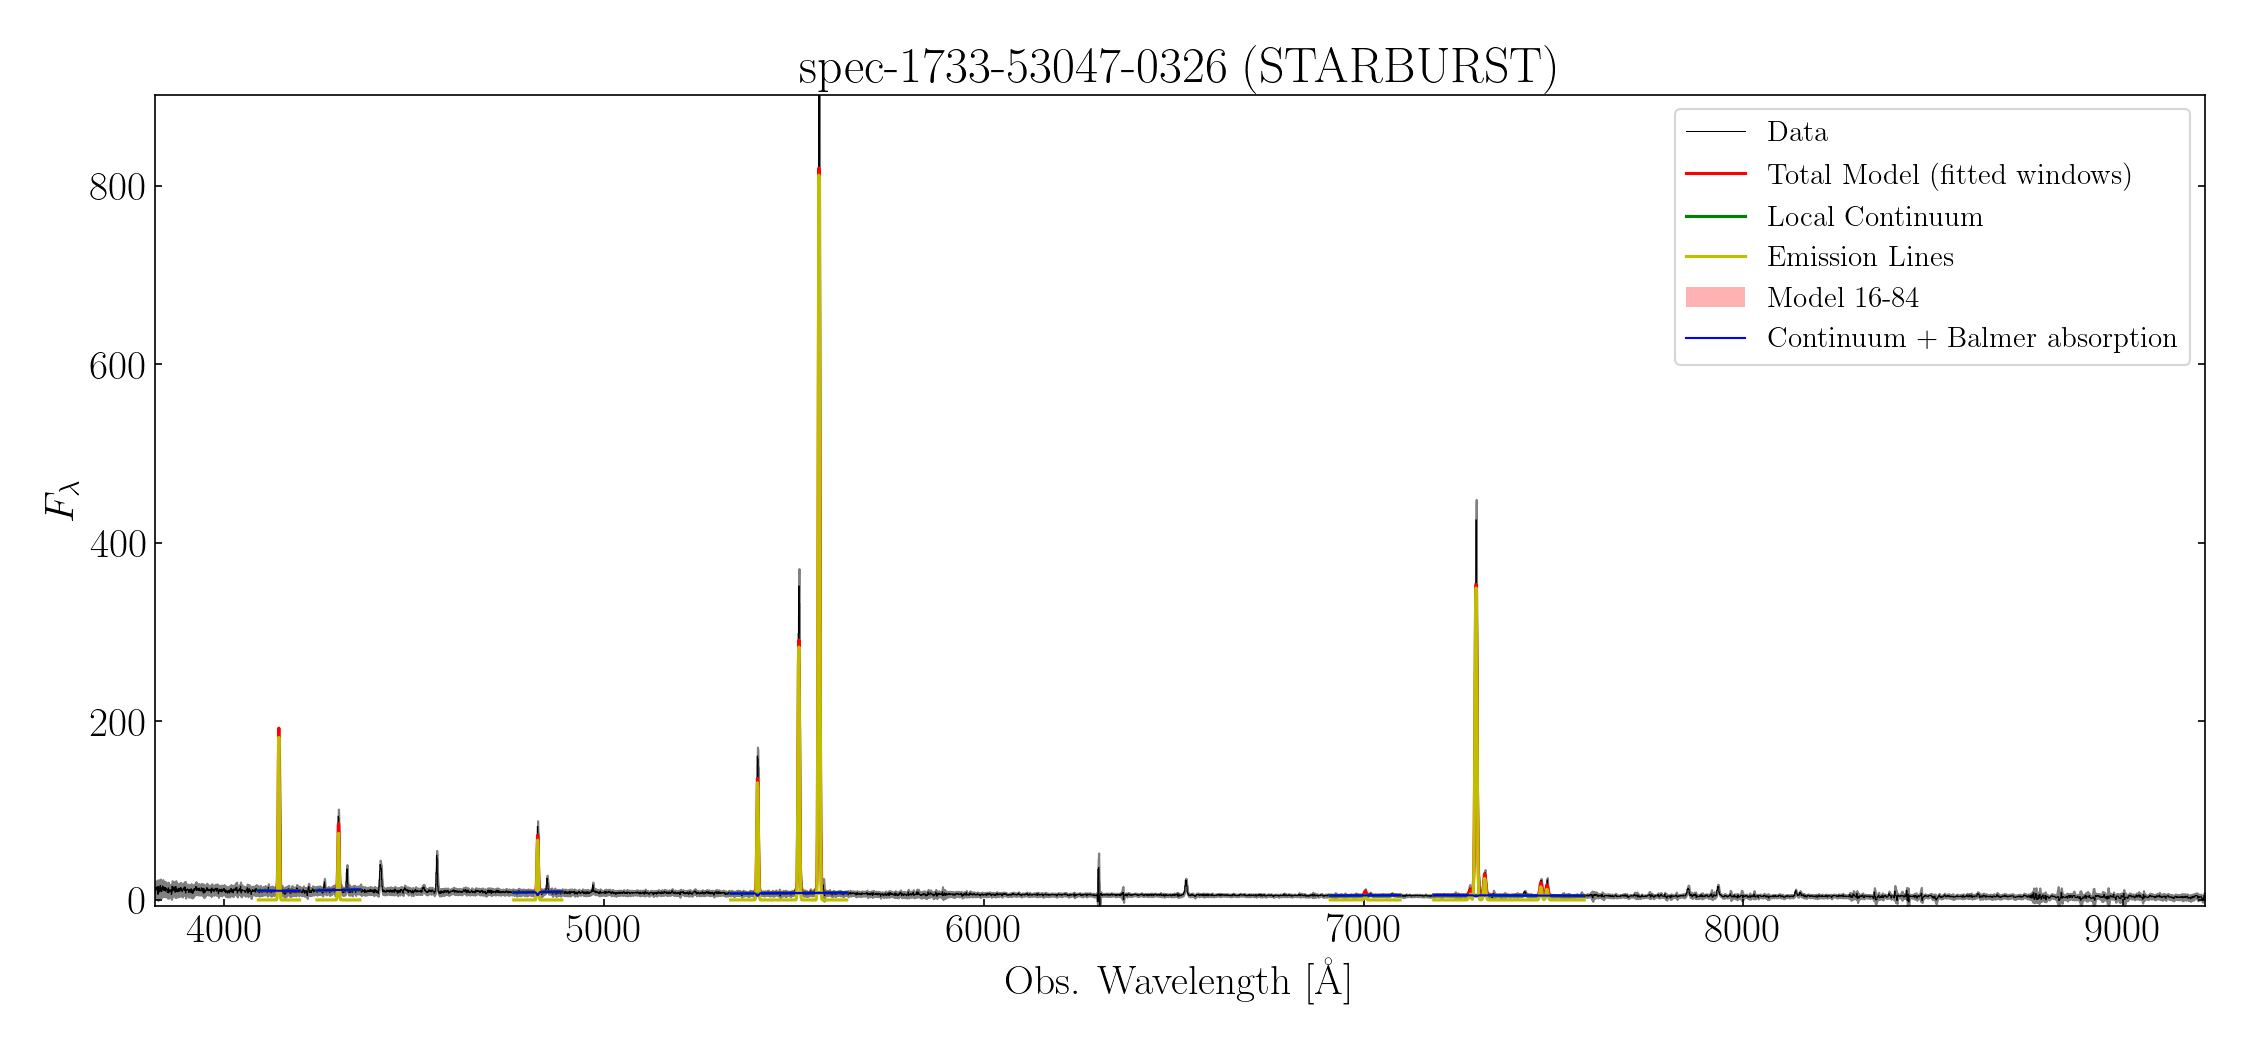 spec-1733-53047-0326 (STARBURST)
Data
Total Model (fitted windows)
Local Continuum
Emission Lines
Model 16-84
Continuum + Balmer absorption
F_λ
800
600
400
200
0
4000 5000 6000 7000 8000 9000
Obs. Wavelength [Å]